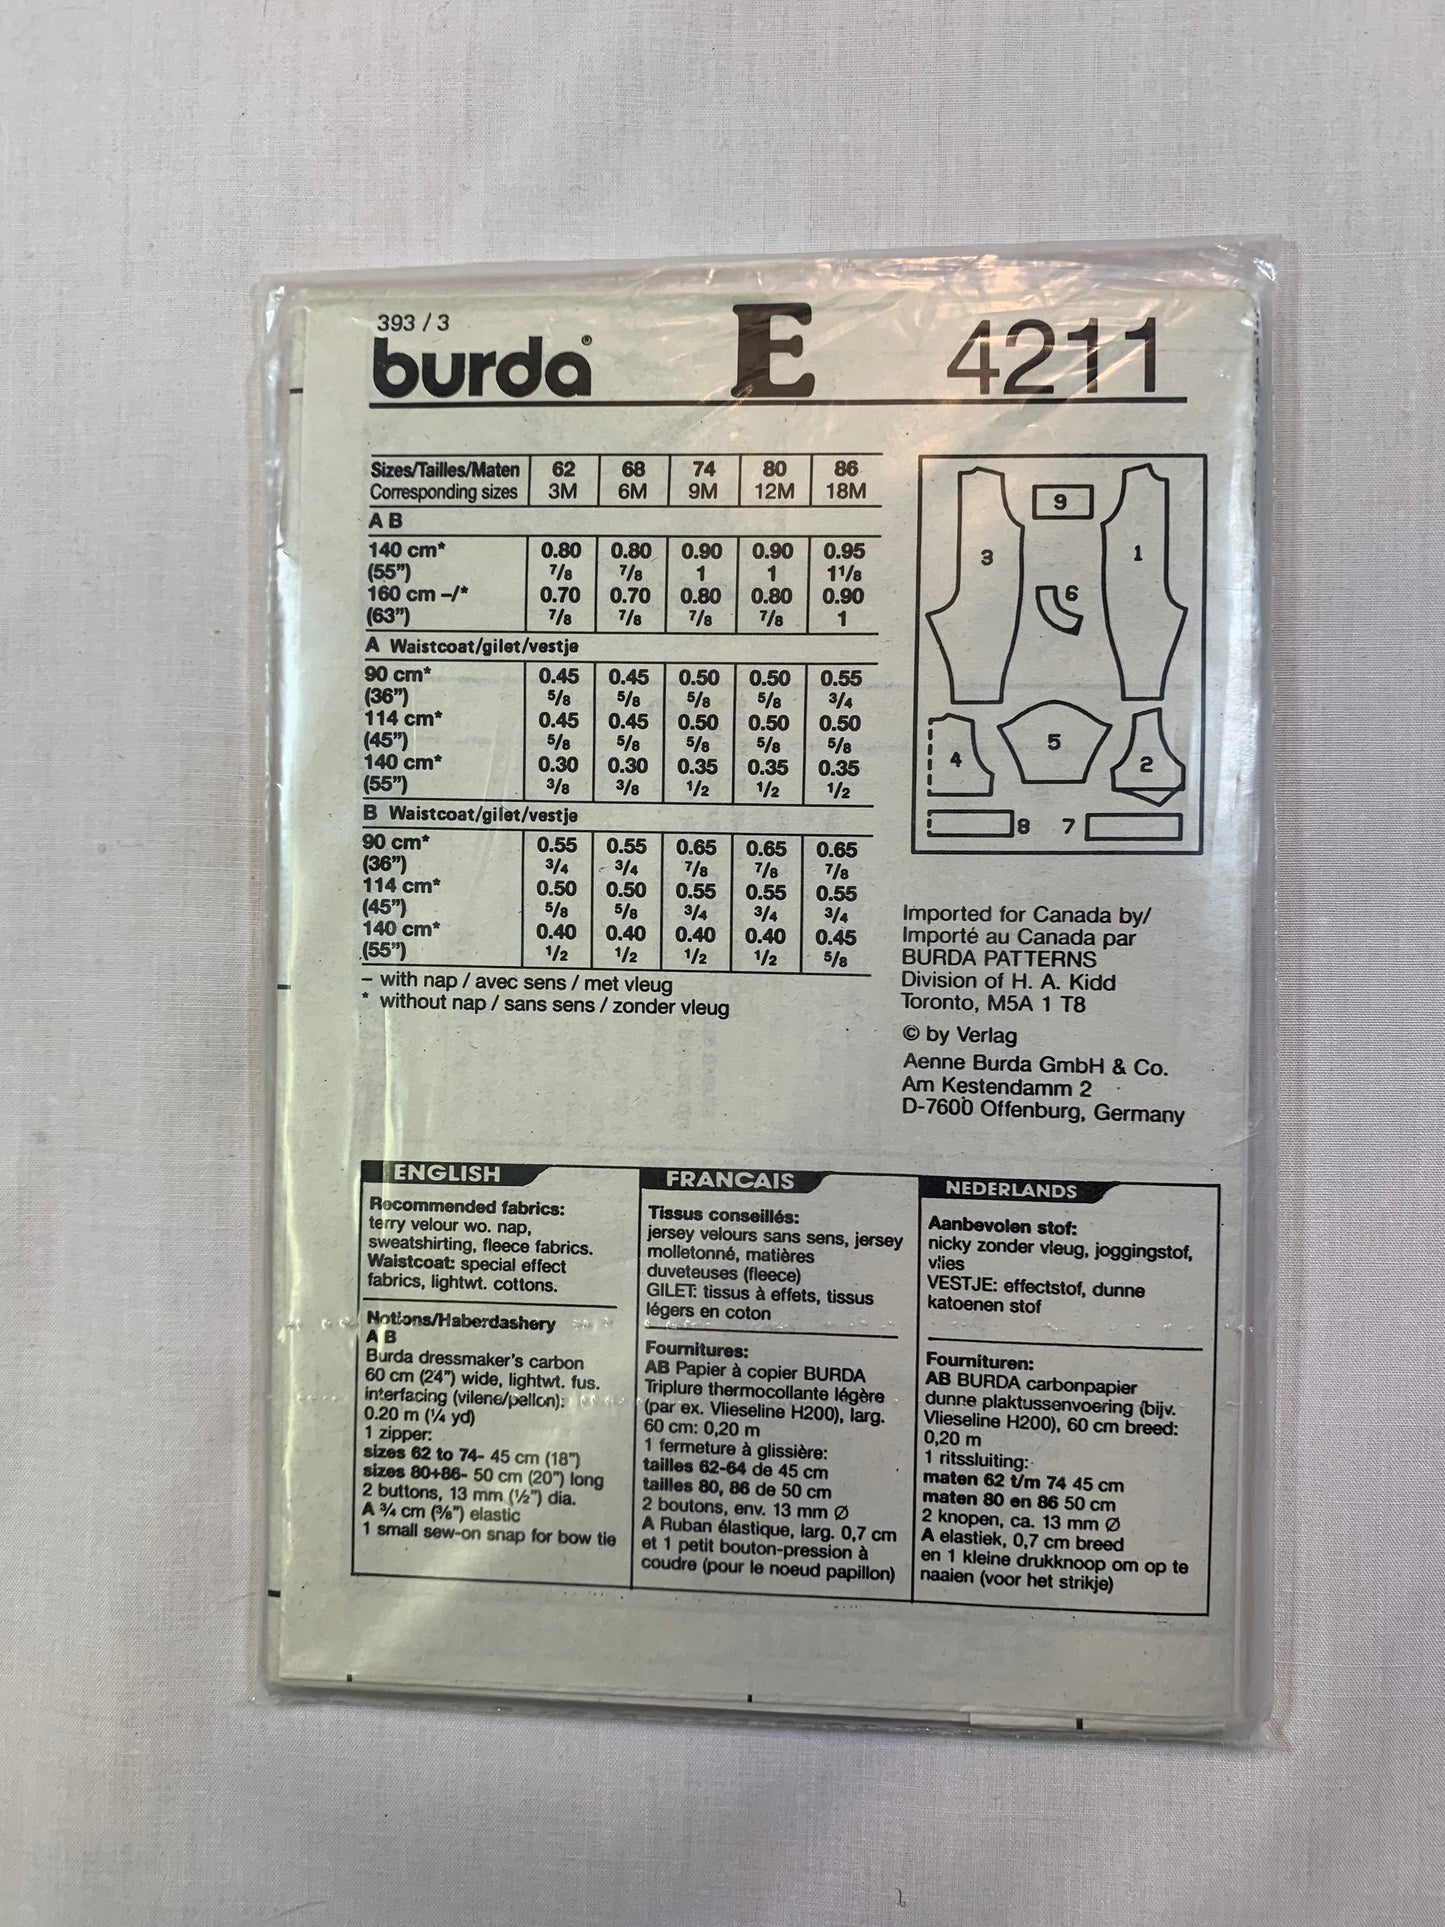 393 / 3
burda®
E
4211
Sizes/Tailles/Maten 62 68 74 80 86
Corresponding sizes 3M 6M 9M 12M 18M
A B
140 cm* 0.80 0.80 0.90 0.90 0.95
(55”) 7/8 7/8 1 1 1 1/8
160 cm –/* 0.70 0.70 0.80 0.80 0.90
(63”) 7/8 7/8 7/8 7/8 1
A Waistcoat/gilet/vestje
90 cm* 0.45 0.45 0.50 0.50 0.55
(36”) 5/8 5/8 5/8 5/8 3/4
114 cm* 0.45 0.45 0.50 0.50 0.50
(45”) 5/8 5/8 5/8 5/8 5/8
140 cm* 0.30 0.30 0.35 0.35 0.35
(55”) 3/8 3/8 1/2 1/2 1/2
B Waistcoat/gilet/vestje
90 cm* 0.55 0.55 0.65 0.65 0.65
(36”) 3/4 3/4 7/8 7/8 7/8
114 cm* 0.50 0.50 0.55 0.55 0.55
(45”) 5/8 5/8 3/4 3/4 3/4
140 cm* 0.40 0.40 0.40 0.40 0.45
(55”) 1/2 1/2 1/2 1/2 5/8
– with nap / avec sens / met vleug
* without nap / sans sens / zonder vleug
9
3
1
6
5
4
2
8
7
Imported for Canada by/
Importé au Canada par
BURDA PATTERNS
Division of H. A. Kidd
Toronto, M5A 1 T8
© by Verlag
Aenne Burda GmbH & Co.
Am Kestendamm 2
D-7600 Offenburg, Germany
ENGLISH
Recommended fabrics:
terry velour wo. nap,
sweatshirting, fleece fabrics.
Waistcoat: special effect
fabrics, lightwt. cottons.
Notions/Haberdashery
A B
Burda dressmaker's carbon
60 cm (24”) wide, lightwt. fus.
interfacing (vilene/pellon):
0.20 m (¼ yd)
1 zipper:
sizes 62 to 74- 45 cm (18”)
sizes 80+86- 50 cm (20”) long
2 buttons, 13 mm (½”) dia.
A ¾ cm (⅜”) elastic
1 small sew-on snap for bow tie
FRANCAIS
Tissus conseillés:
jersey velours sans sens, jersey
molletonné, matières
duveteuses (fleece)
GILET: tissus à effets, tissus
légers en coton
Fournitures:
AB Papier à copier BURDA
Triplure thermocollante légère
(par ex. Vlieseline H200), larg.
60 cm: 0,20 m
1 fermeture à glissière:
tailles 62-64 de 45 cm
tailles 80, 86 de 50 cm
2 boutons, env. 13 mm Ø
A Ruban élastique, larg. 0,7 cm
et 1 petit bouton-pression à
coudre (pour le noeud papillon)
NEDERLANDS
Aanbevolen stof:
nicky zonder vleug, joggingstof,
vlies
VESTJE: effectstof, dunne
katoenen stof
Fournituren:
AB BURDA carbonpapier
dunne plaktussenvoering (bijv.
Vlieseline H200), 60 cm breed:
0,20 m
1 ritssluiting:
maten 62 t/m 74 45 cm
maten 80 en 86 50 cm
2 knopen, ca. 13 mm Ø
A elastiek, 0,7 cm breed
en 1 kleine drukknoop om op te
naaien (voor het strikje)